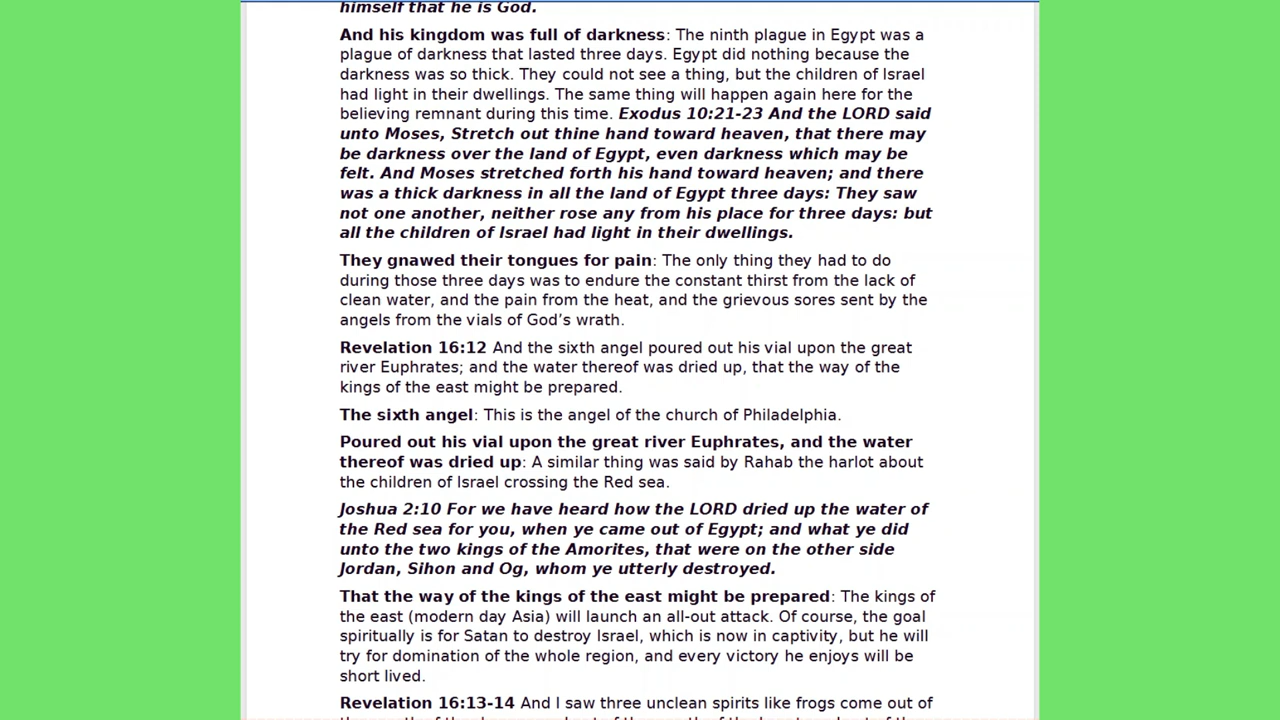 himself that he is God.
And his kingdom was full of darkness: The ninth plague in Egypt was a
plague of darkness that lasted three days. Egypt did nothing because the
darkness was so thick. They could not see a thing, but the children of Israel
had light in their dwellings. The same thing will happen again here for the
believing remnant during this time. Exodus 10:21-23 And the LORD said
unto Moses, Stretch out thine hand toward heaven, that there may
be darkness over the land of Egypt, even darkness which may be
felt. And Moses stretched forth his hand toward heaven; and there
was a thick darkness in all the land of Egypt three days: They saw
not one another, neither rose any from his place for three days: but
all the children of Israel had light in their dwellings.
They gnawed their tongues for pain: The only thing they had to do
during those three days was to endure the constant thirst from the lack of
clean water, and the pain from the heat, and the grievous sores sent by the
angels from the vials of God’s wrath.
Revelation 16:12 And the sixth angel poured out his vial upon the great
river Euphrates; and the water thereof was dried up, that the way of the
kings of the east might be prepared.
The sixth angel: This is the angel of the church of Philadelphia.
Poured out his vial upon the great river Euphrates, and the water
thereof was dried up: A similar thing was said by Rahab the harlot about
the children of Israel crossing the Red sea.
Joshua 2:10 For we have heard how the LORD dried up the water of
the Red sea for you, when ye came out of Egypt; and what ye did
unto the two kings of the Amorites, that were on the other side
Jordan, Sihon and Og, whom ye utterly destroyed.
That the way of the kings of the east might be prepared: The kings of
the east (modern day Asia) will launch an all-out attack. Of course, the goal
spiritually is for Satan to destroy Israel, which is now in captivity, but he will
try for domination of the whole region, and every victory he enjoys will be
short lived.
Revelation 16:13-14 And I saw three unclean spirits like frogs come out of